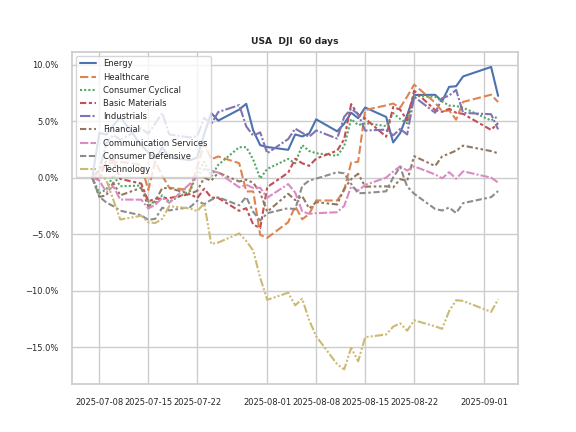 USA DJI 60 days
10.0%
5.0%
0.0%
−5.0%
−10.0%
−15.0%
Energy
Healthcare
Consumer Cyclical
Basic Materials
Industrials
Financial
Communication Services
Consumer Defensive
Technology
2025-07-08 2025-07-15 2025-07-22 2025-08-01 2025-08-08 2025-08-15 2025-08-22 2025-09-01